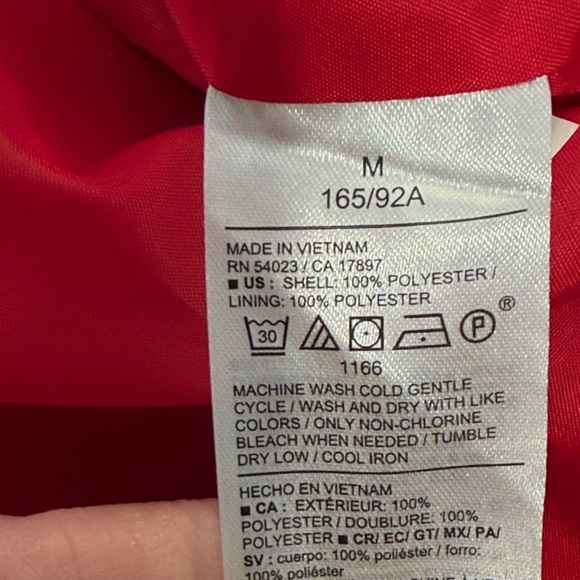 M
165/92A
MADE IN VIETNAM
RN 54023 / CA 17897
■ US : SHELL: 100% POLYESTER /
LINING: 100% POLYESTER
30 P ®
1166
MACHINE WASH COLD GENTLE
CYCLE / WASH AND DRY WITH LIKE
COLORS / ONLY NON-CHLORINE
BLEACH WHEN NEEDED / TUMBLE
DRY LOW / COOL IRON
HECHO EN VIETNAM
■ CA : EXTÉRIEUR: 100%
POLYESTER / DOUBLURE: 100%
POLYESTER ■ CR/ EC/ GT/ MX/ PA/
SV : cuerpo: 100% poliéster / forro:
100% poliéster